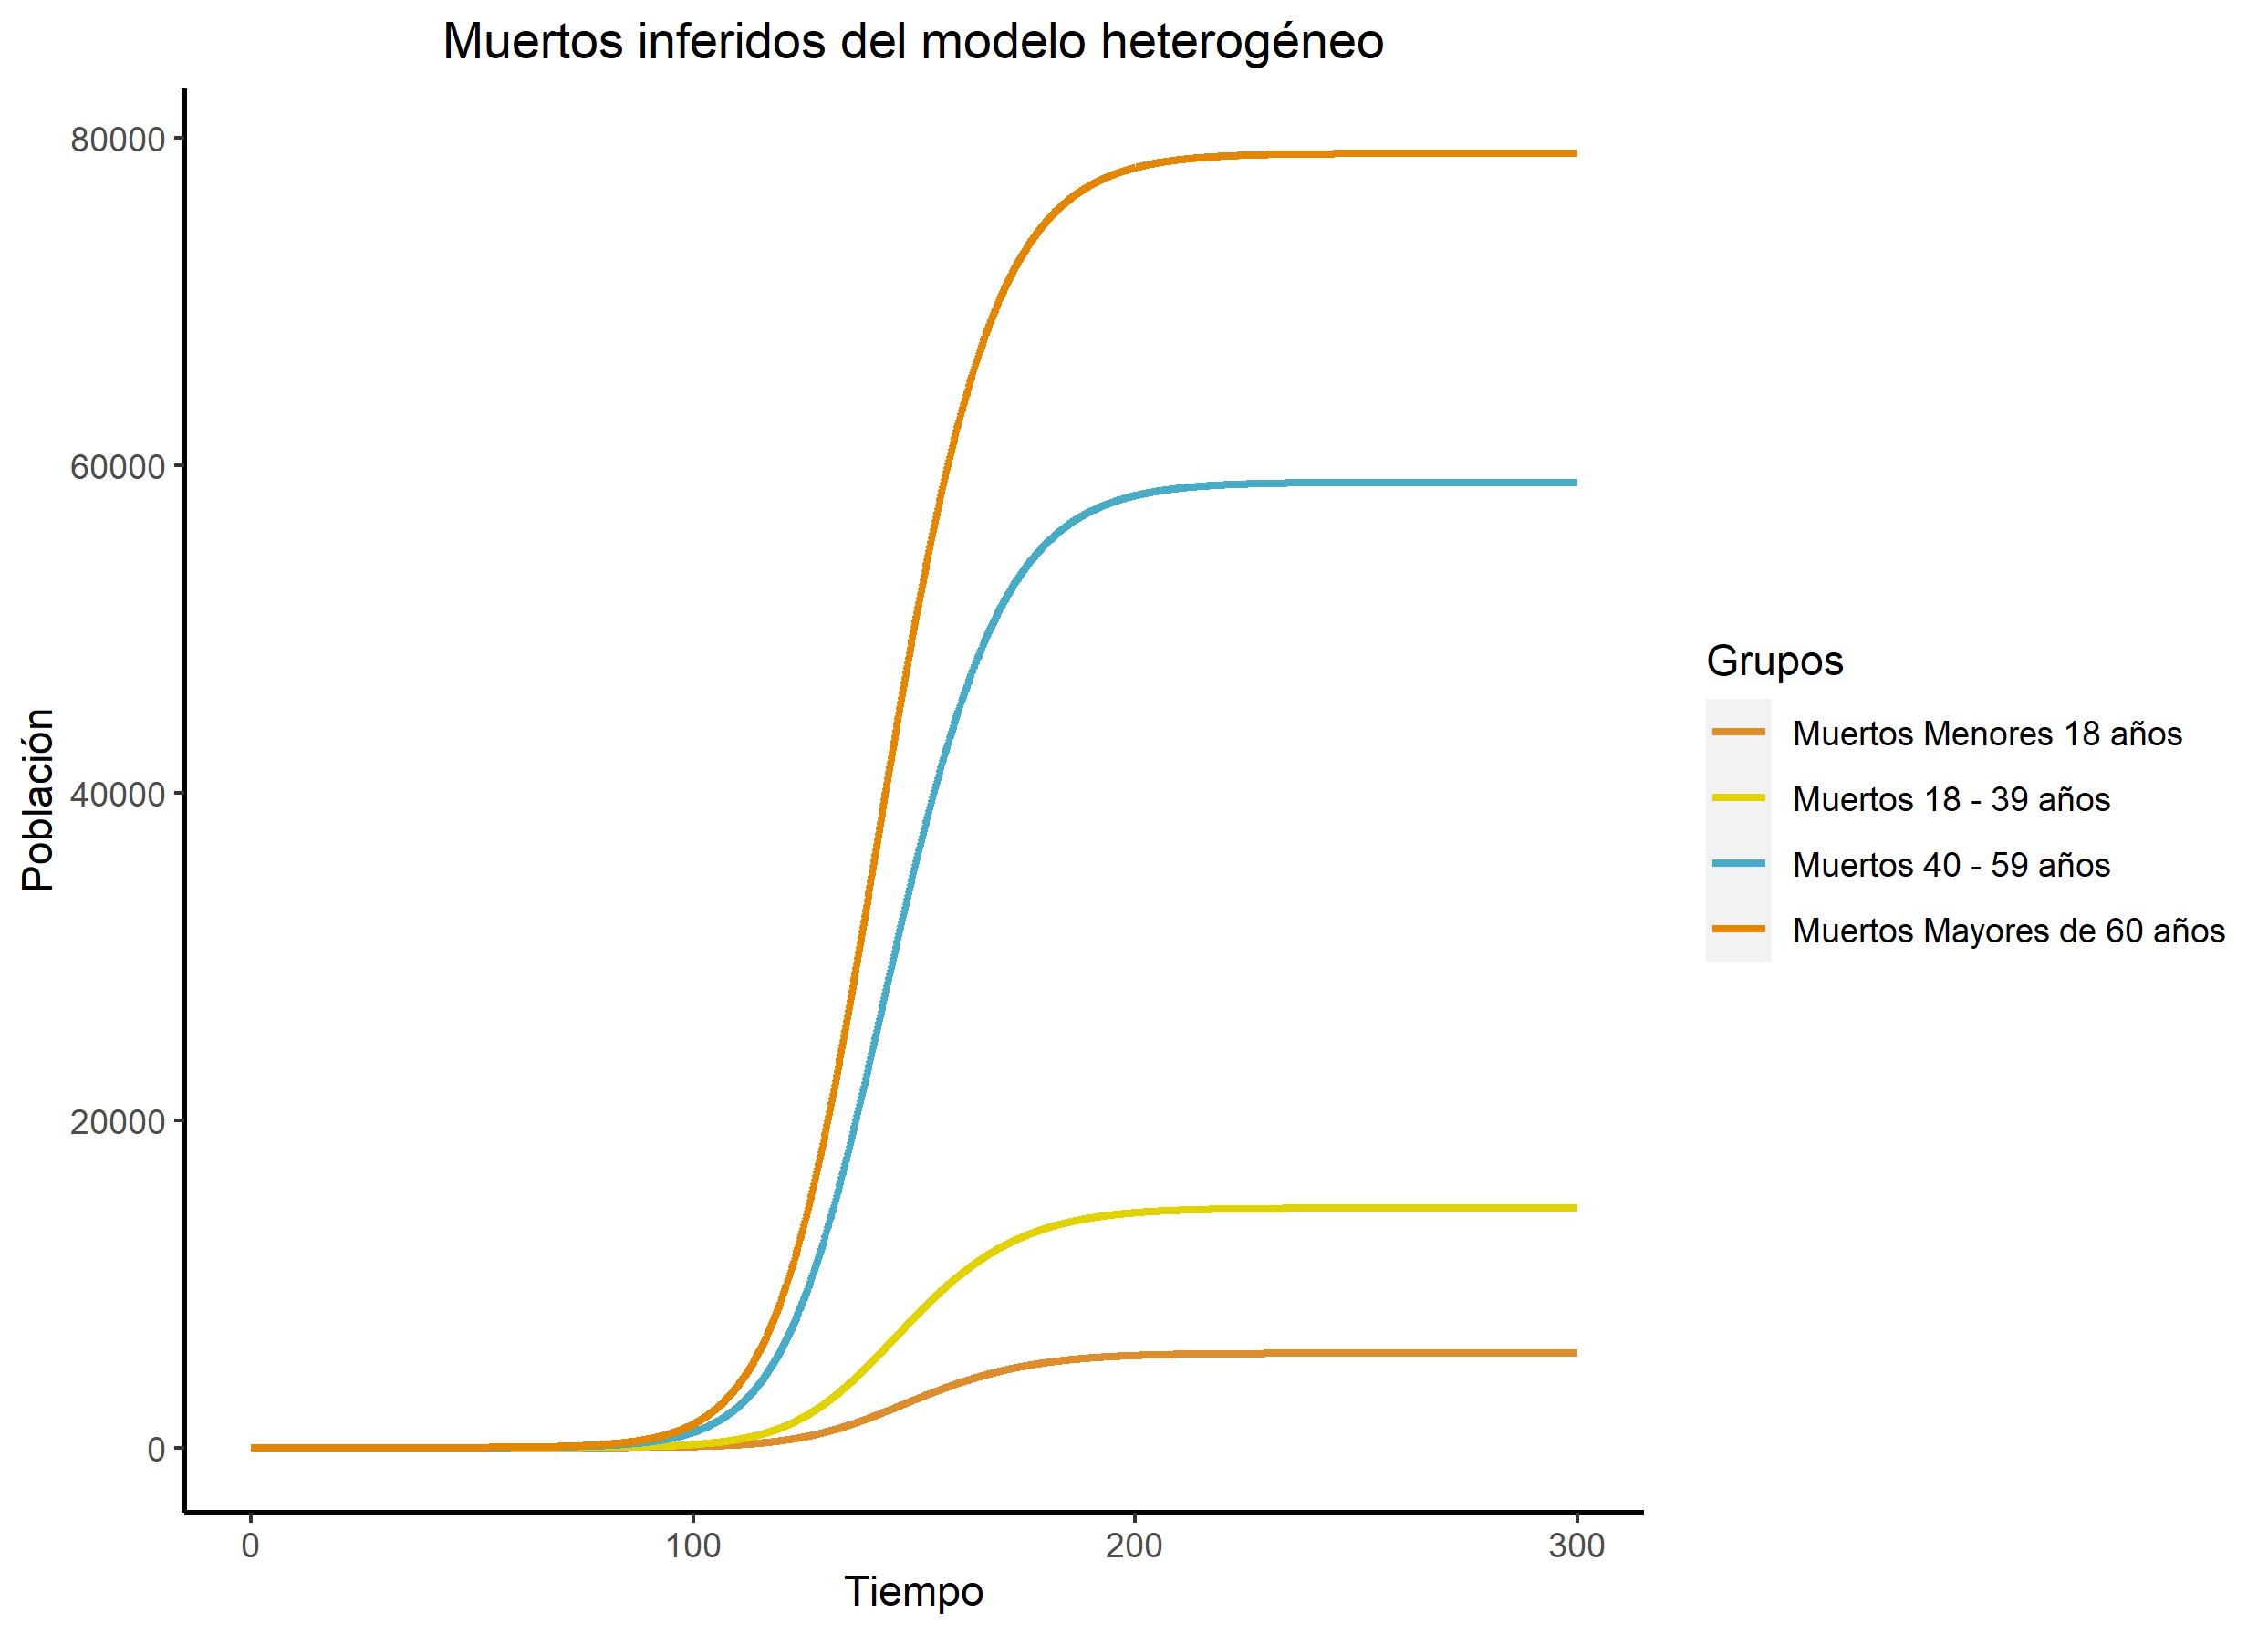 Muertos inferidos del modelo heterogéneo
80000
60000
40000
20000
0
Población
0 100 200 300
Tiempo
Grupos
Muertos Menores 18 años
Muertos 18 - 39 años
Muertos 40 - 59 años
Muertos Mayores de 60 años